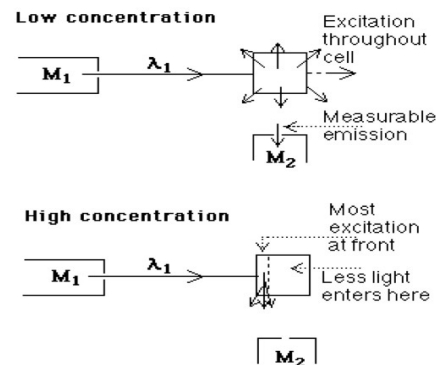 Low concentration
Excitation
throughout
cell
M₁
λ₁
Measurable
emission
M₂
High concentration
Most
excitation
at front
M₁
λ₁
Less light
enters here
M₂